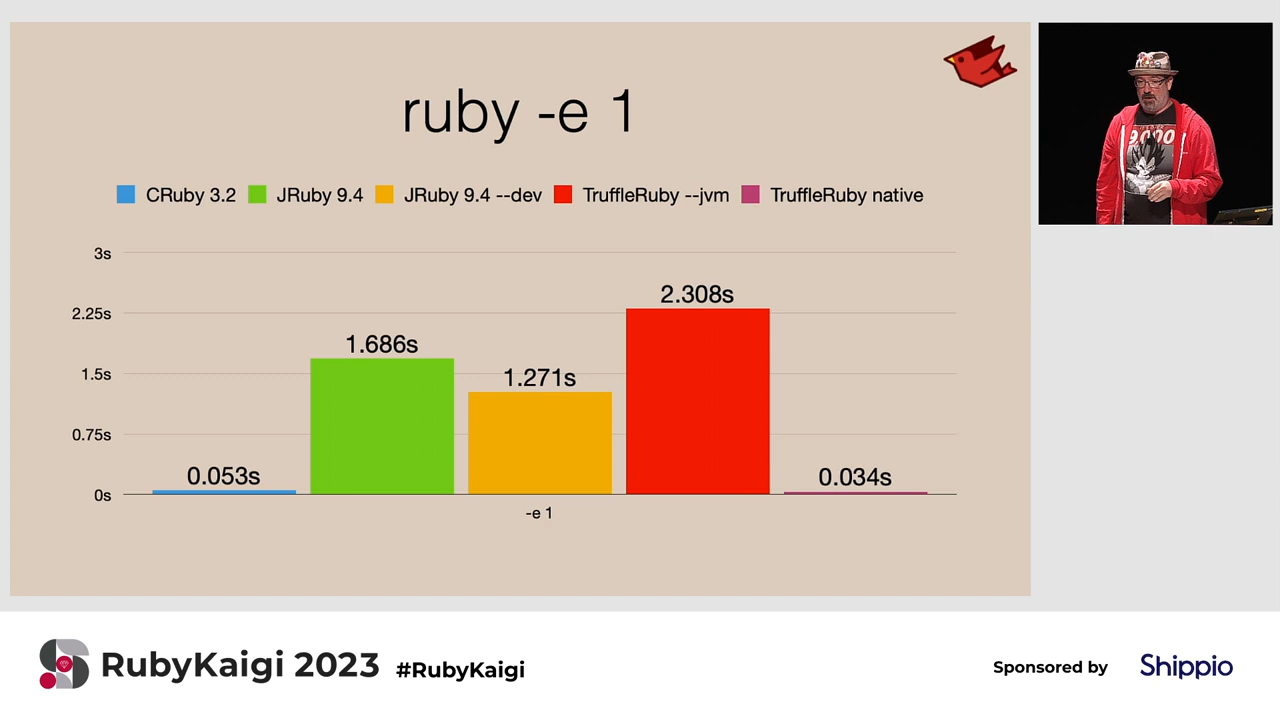 ruby -e 1
CRuby 3.2 JRuby 9.4 JRuby 9.4 --dev TruffleRuby --jvm TruffleRuby native
3s
2.25s
1.5s
0.75s
0s
0.053s
1.686s
1.271s
2.308s
0.034s
-e 1
9000
RubyKaigi 2023 #RubyKaigi
Sponsored by Shippio